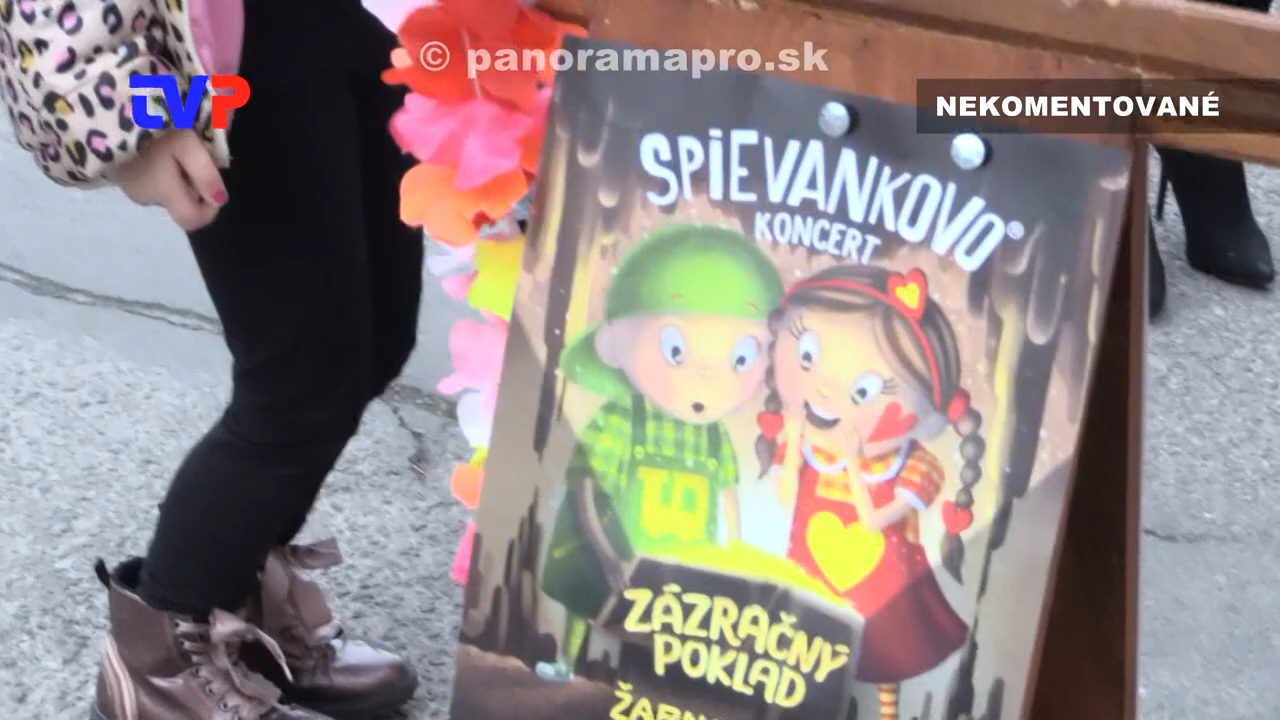 © panoramapro.sk
TVP
NEKOMENTOVANÉ
SPIEVANKOVO®
KONCERT
ZÁZRAČNÝ
POKLAD